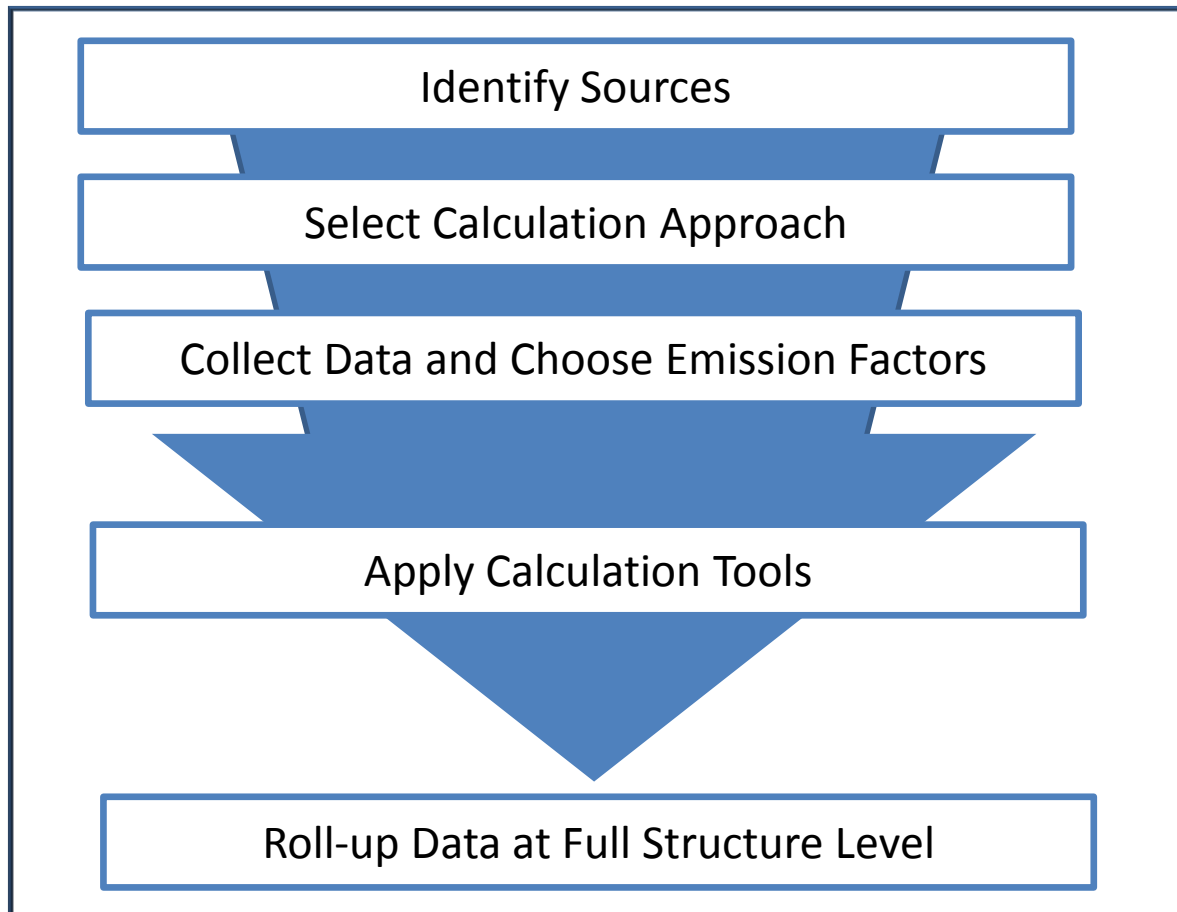 Identify Sources
Select Calculation Approach
Collect Data and Choose Emission Factors
Apply Calculation Tools
Roll-up Data at Full Structure Level